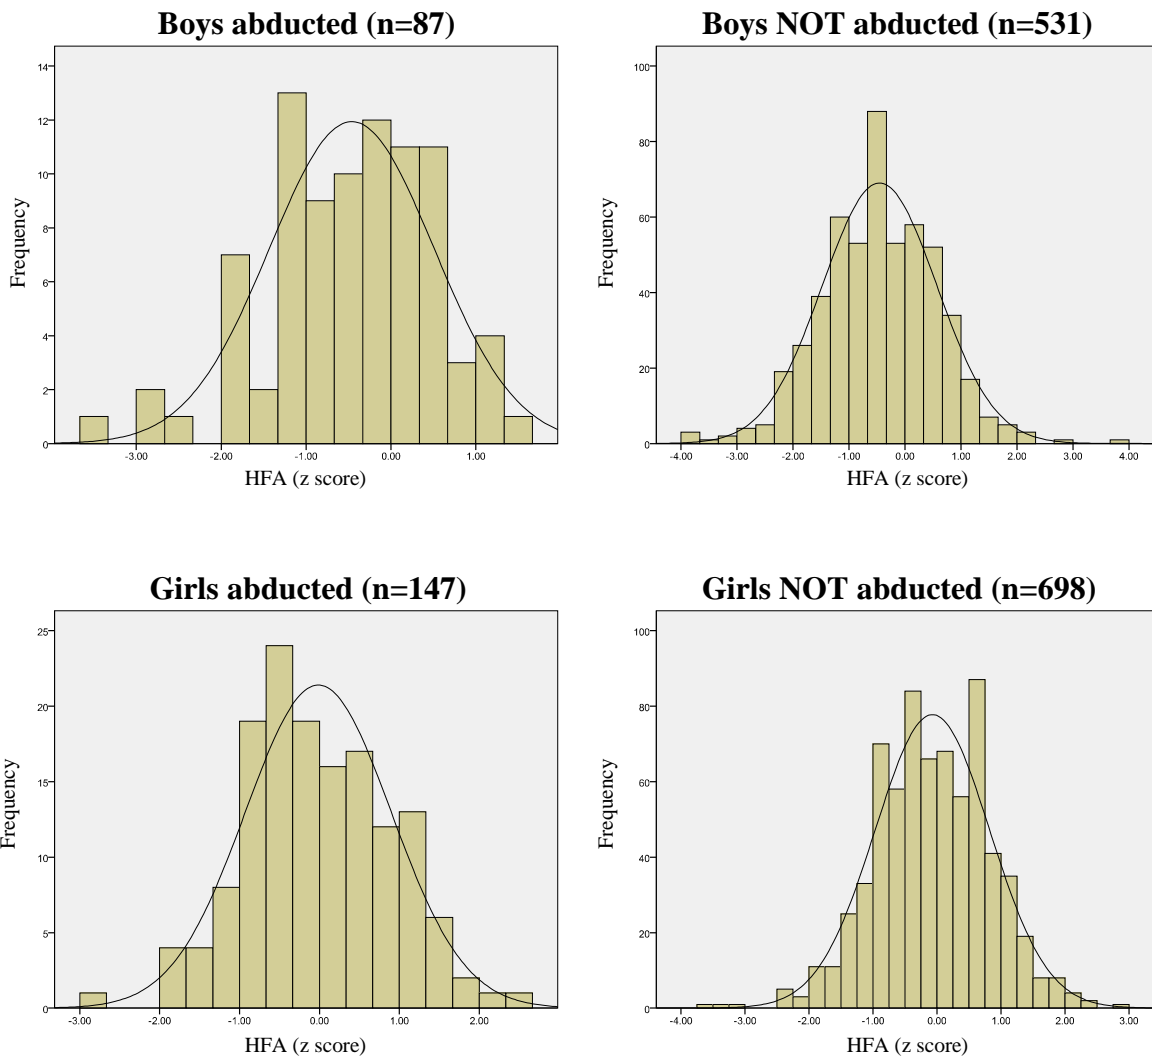 Boys abducted (n=87)
14
12
10
8
6
4
2
0
Frequency
-3.00 -2.00 -1.00 0.00 1.00
HFA (z score)
Boys NOT abducted (n=531)
100
80
60
40
20
0
Frequency
-4.00 -3.00 -2.00 -1.00 0.00 1.00 2.00 3.00 4.00
HFA (z score)
Girls abducted (n=147)
25
20
15
10
5
0
Frequency
-3.00 -2.00 -1.00 0.00 1.00 2.00
HFA (z score)
Girls NOT abducted (n=698)
100
80
60
40
20
0
Frequency
-4.00 -3.00 -2.00 -1.00 0.00 1.00 2.00 3.00
HFA (z score)